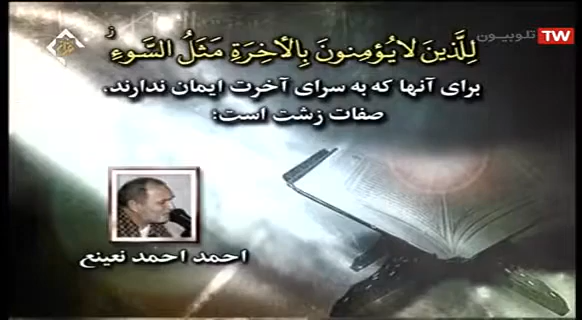 تلوبیون TW
لِلَّذِینَ لَا یُؤْمِنُونَ بِالْآخِرَةِ مَثَلُ السَّوْءِ ۖ
برای آنها که به سرای آخرت ایمان ندارند،
صفات زشت است؛
احمد احمد نعینع